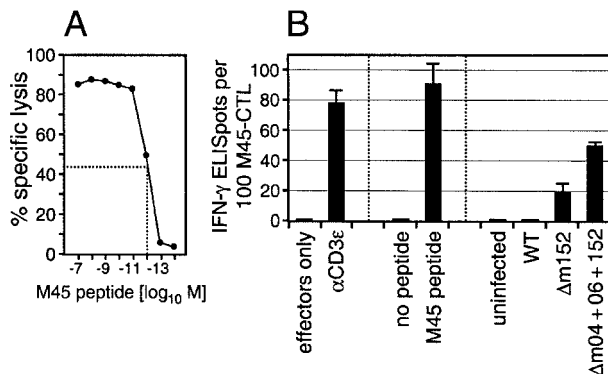 A
% specific lysis
100
80
60
40
20
0
-7 -9 -11 -13
M45 peptide [log10 M]
B
IFN-γ ELISpots per
100 M45-CTL
100
80
60
40
20
0
effectors only
αCD3ε
no peptide
M45 peptide
uninfected
WT
Δm152
Δm04 + 06 + 152